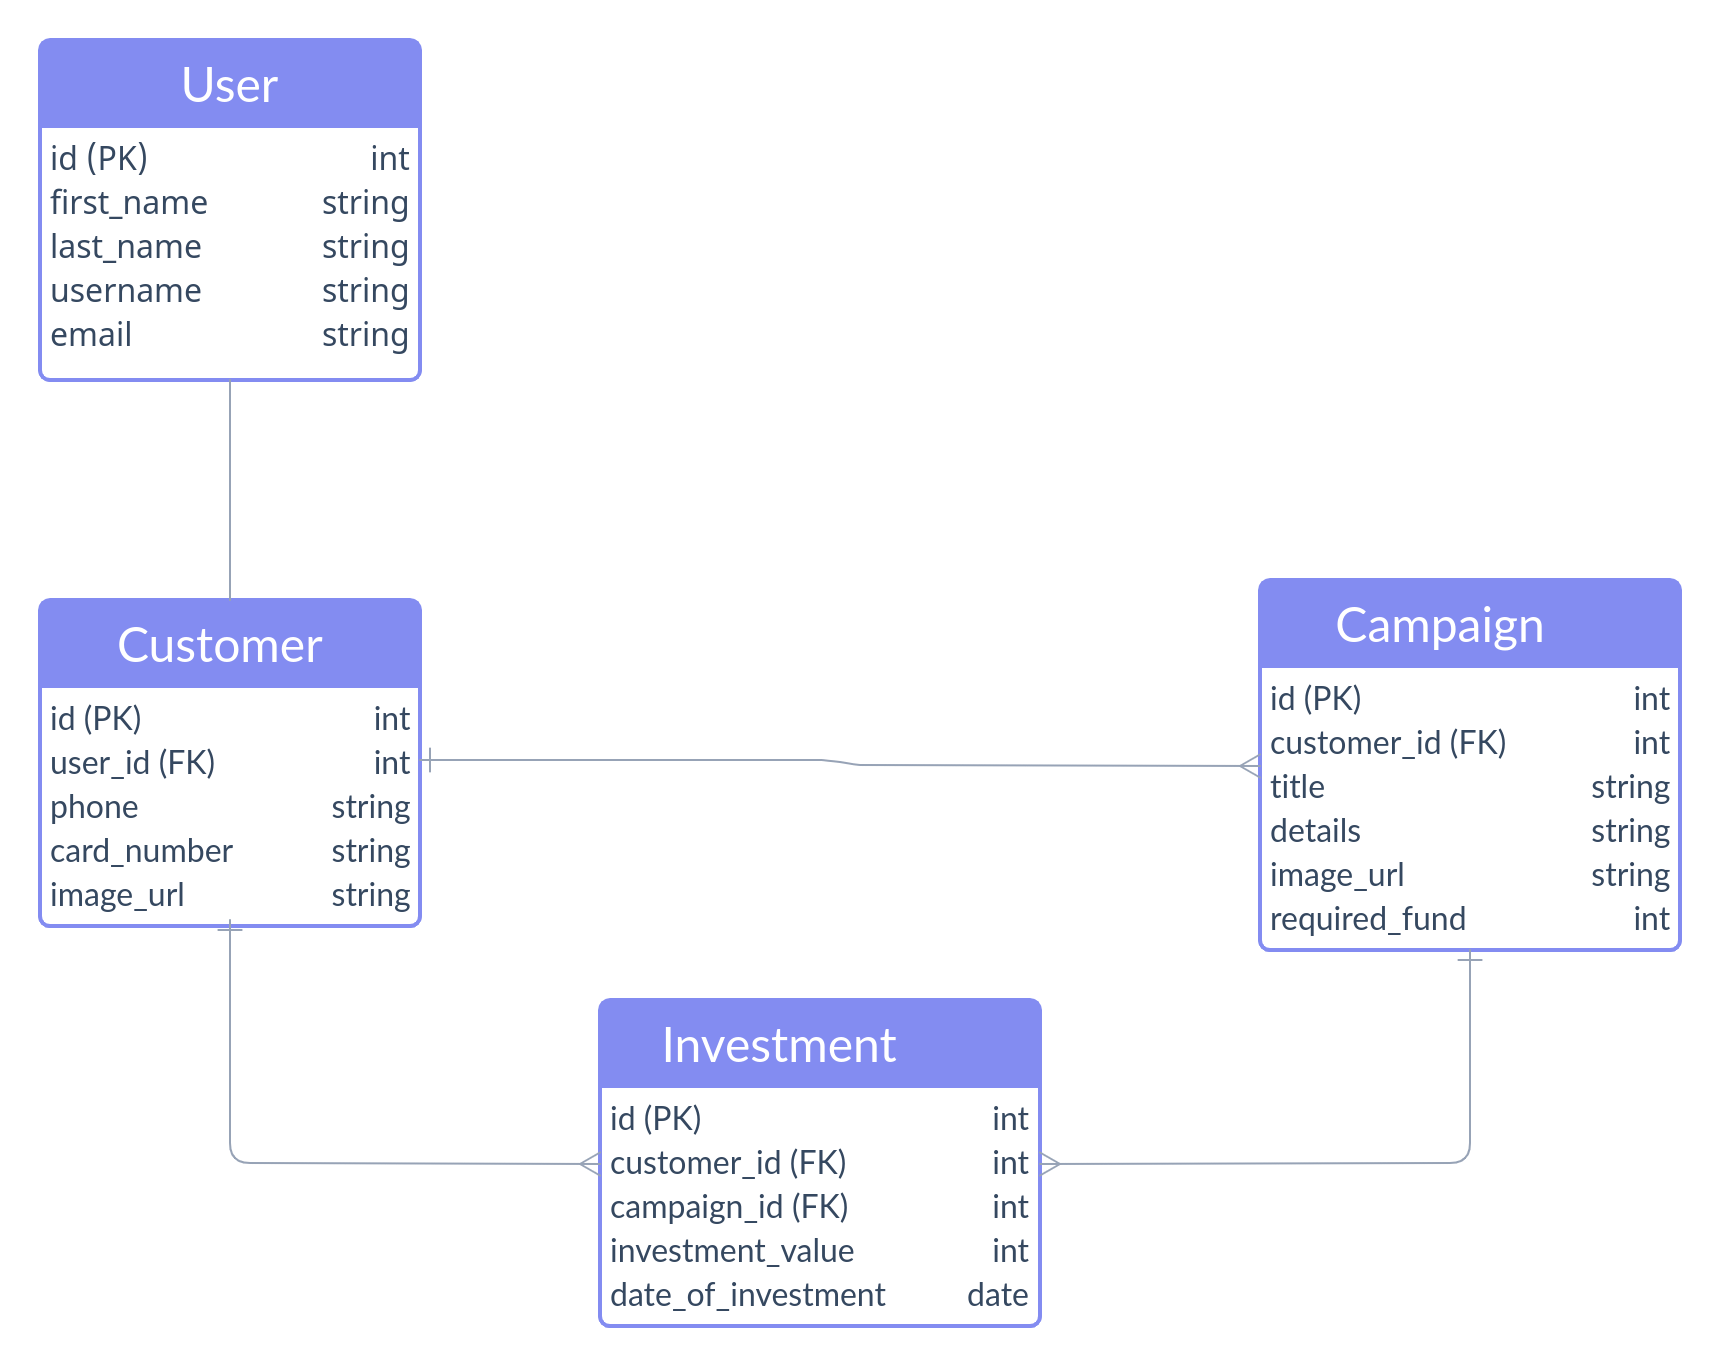 User
id (PK) int
first_name string
last_name string
username string
email string
Customer
id (PK) int
user_id (FK) int
phone string
card_number string
image_url string
Campaign
id (PK) int
customer_id (FK) int
title string
details string
image_url string
required_fund int
Investment
id (PK) int
customer_id (FK) int
campaign_id (FK) int
investment_value int
date_of_investment date